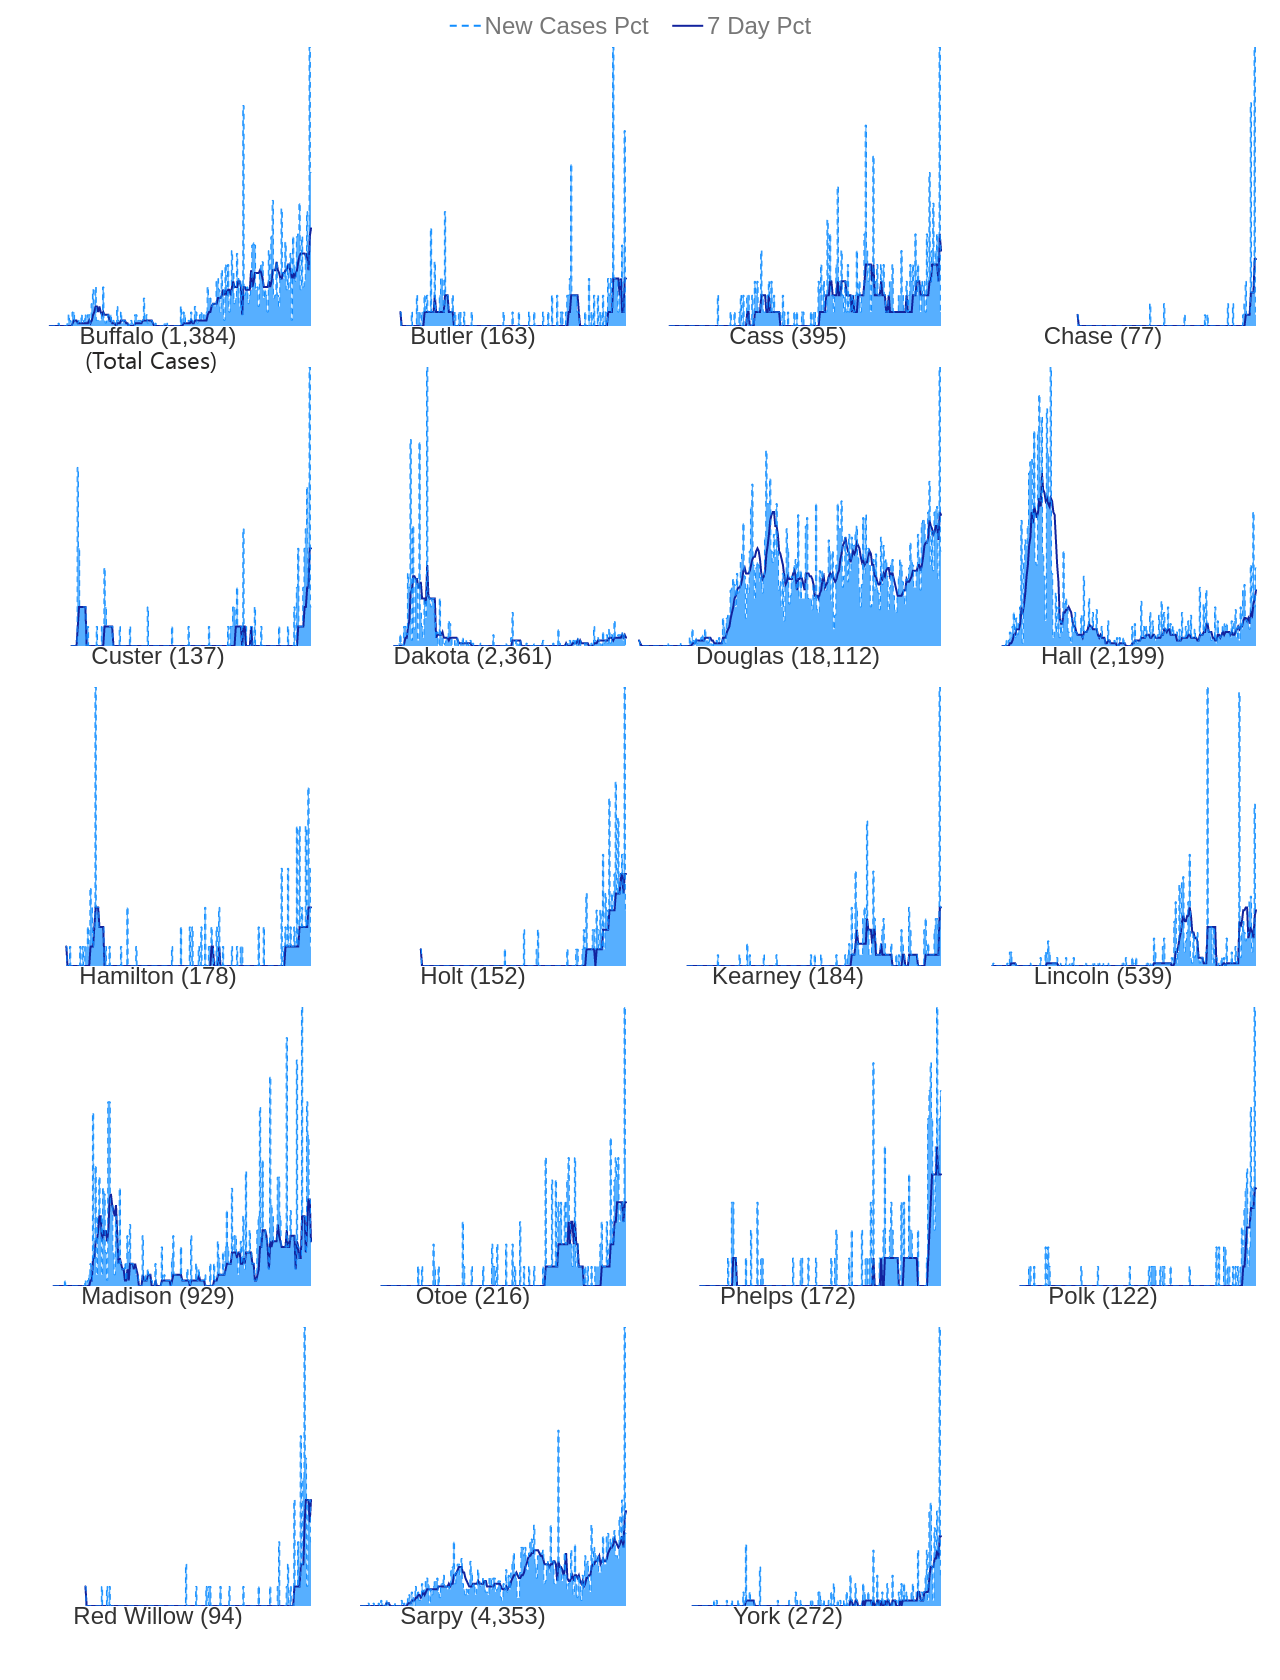 New Cases Pct 7 Day Pct
Buffalo (1,384) Butler (163) Cass (395) Chase (77)
(Total Cases)
Custer (137) Dakota (2,361) Douglas (18,112) Hall (2,199)
Hamilton (178) Holt (152) Kearney (184) Lincoln (539)
Madison (929) Otoe (216) Phelps (172) Polk (122)
Red Willow (94) Sarpy (4,353) York (272)